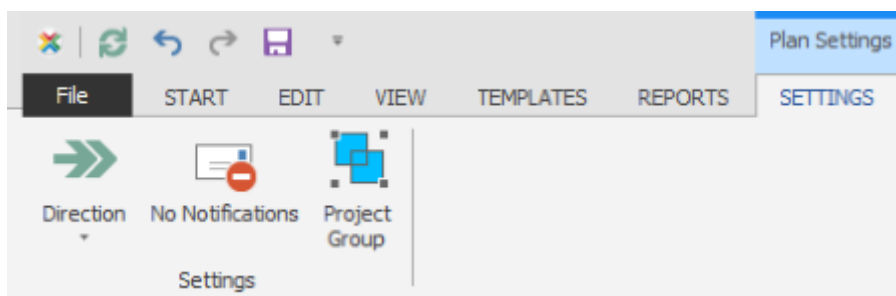 Plan Settings
File START EDIT VIEW TEMPLATES REPORTS SETTINGS
Direction No Notifications Project
Group
Settings